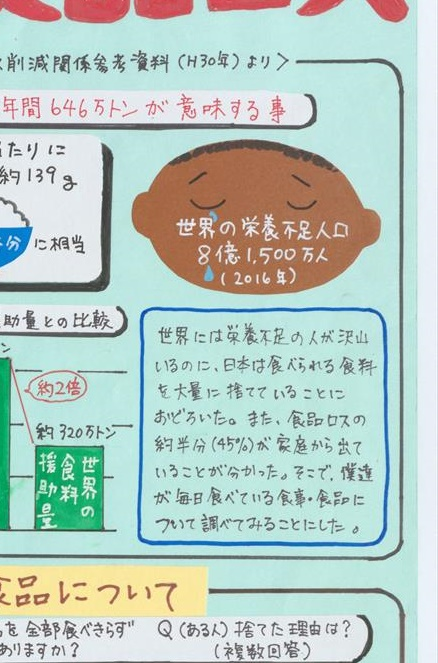 削減関係参考資料(H30年)より〉
年間646万トンが意味する事
当たりに
約139g
分 に相当
世界の栄養不足人口
8億1,500万人
(2016年)
助量との比較
ン
約2倍
約320万トン
世界の
食料
援助量
世界には栄養不足の人が沢山
いるのに、日本は食べられる食料
を大量に捨てていることに
おどろいた。また、食品ロスの
約半分(45%)が家庭から出て
いることが分かった。そこで、僕達
が毎日食べている食事・食品に
ついて調べてみることにした。
食品について
を全部食べきらず
ありますか?
Q(ある人)捨てた理由は?
(複数回答)